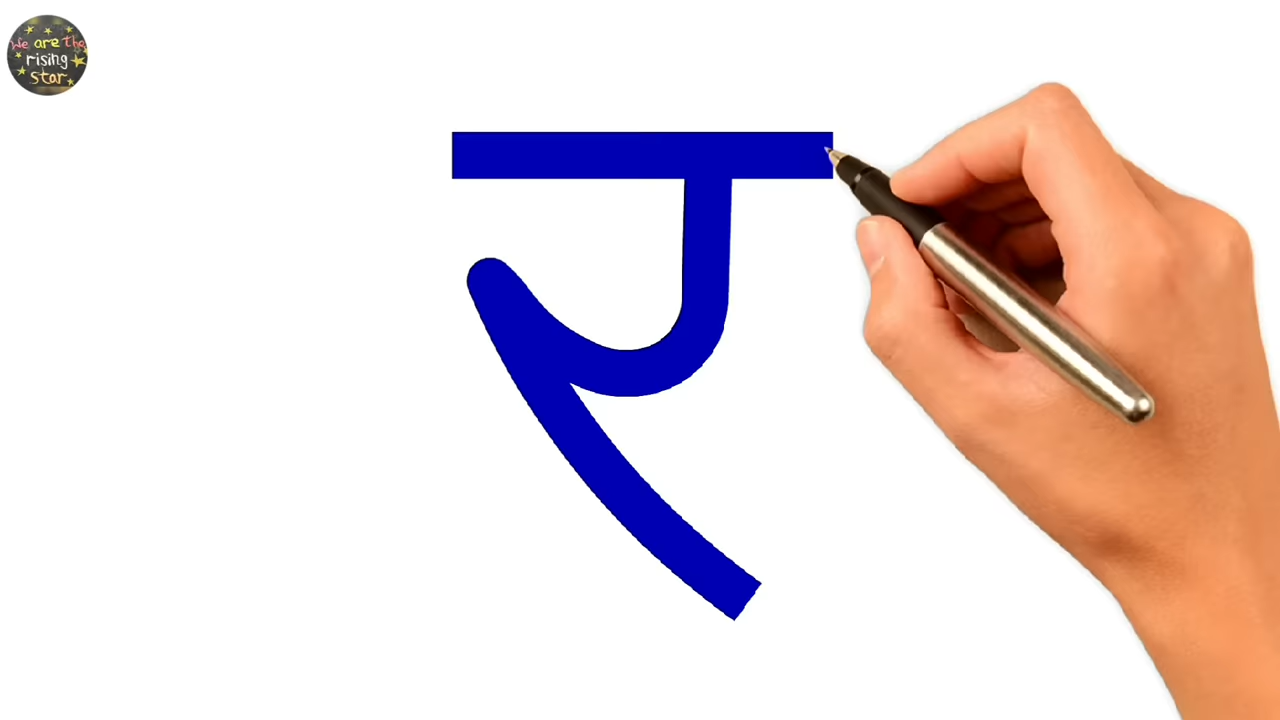 We are the
rising
star
र